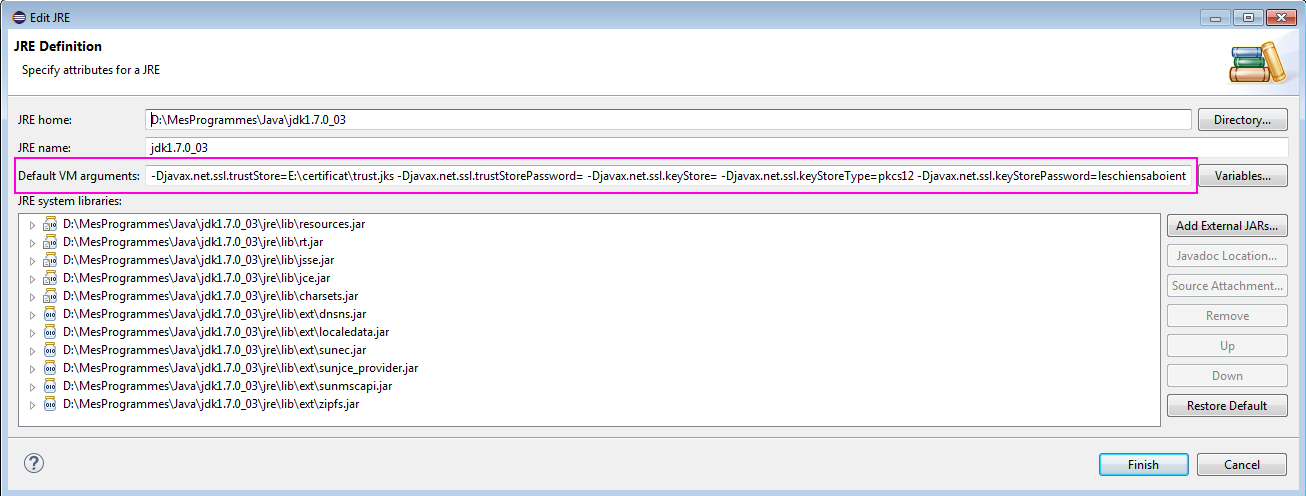 Edit JRE
JRE Definition
Specify attributes for a JRE
JRE home: D:\MesProgrammes\Java\jdk1.7.0_03 Directory...
JRE name: jdk1.7.0_03
Default VM arguments: -Djavax.net.ssl.trustStore=E:\certificat\trust.jks -Djavax.net.ssl.trustStorePassword= -Djavax.net.ssl.keyStore= -Djavax.net.ssl.keyStoreType=pkcs12 -Djavax.net.ssl.keyStorePassword=leschiensaboient Variables...
JRE system libraries:
D:\MesProgrammes\Java\jdk1.7.0_03\jre\lib\resources.jar Add External JARs...
D:\MesProgrammes\Java\jdk1.7.0_03\jre\lib\rt.jar
D:\MesProgrammes\Java\jdk1.7.0_03\jre\lib\jsse.jar Javadoc Location...
D:\MesProgrammes\Java\jdk1.7.0_03\jre\lib\jce.jar Source Attachment...
D:\MesProgrammes\Java\jdk1.7.0_03\jre\lib\charsets.jar
D:\MesProgrammes\Java\jdk1.7.0_03\jre\lib\ext\dnsns.jar Remove
D:\MesProgrammes\Java\jdk1.7.0_03\jre\lib\ext\localedata.jar
D:\MesProgrammes\Java\jdk1.7.0_03\jre\lib\ext\sunec.jar Up
D:\MesProgrammes\Java\jdk1.7.0_03\jre\lib\ext\sunjce_provider.jar Down
D:\MesProgrammes\Java\jdk1.7.0_03\jre\lib\ext\sunmscapi.jar
D:\MesProgrammes\Java\jdk1.7.0_03\jre\lib\ext\zipfs.jar Restore Default
? Finish Cancel